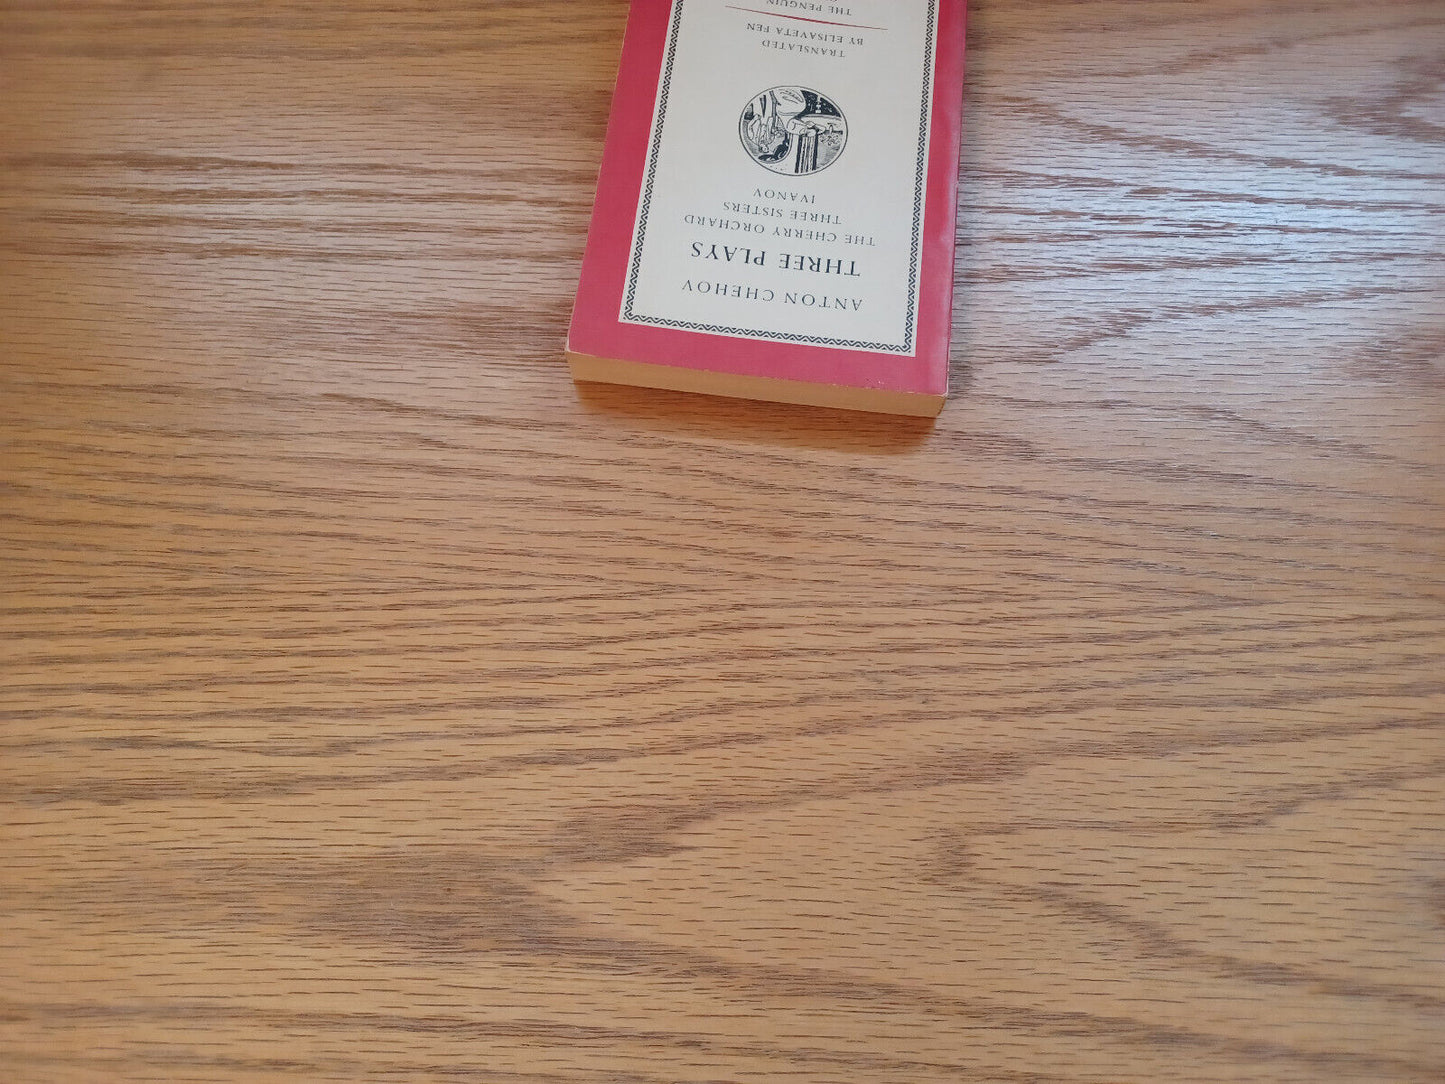 ANTON CHEHOV
THREE PLAYS
THE CHERRY ORCHARD
THREE SISTERS
IVANOV
TRANSLATED
BY ELISAVETA FEN
THE PENGUIN